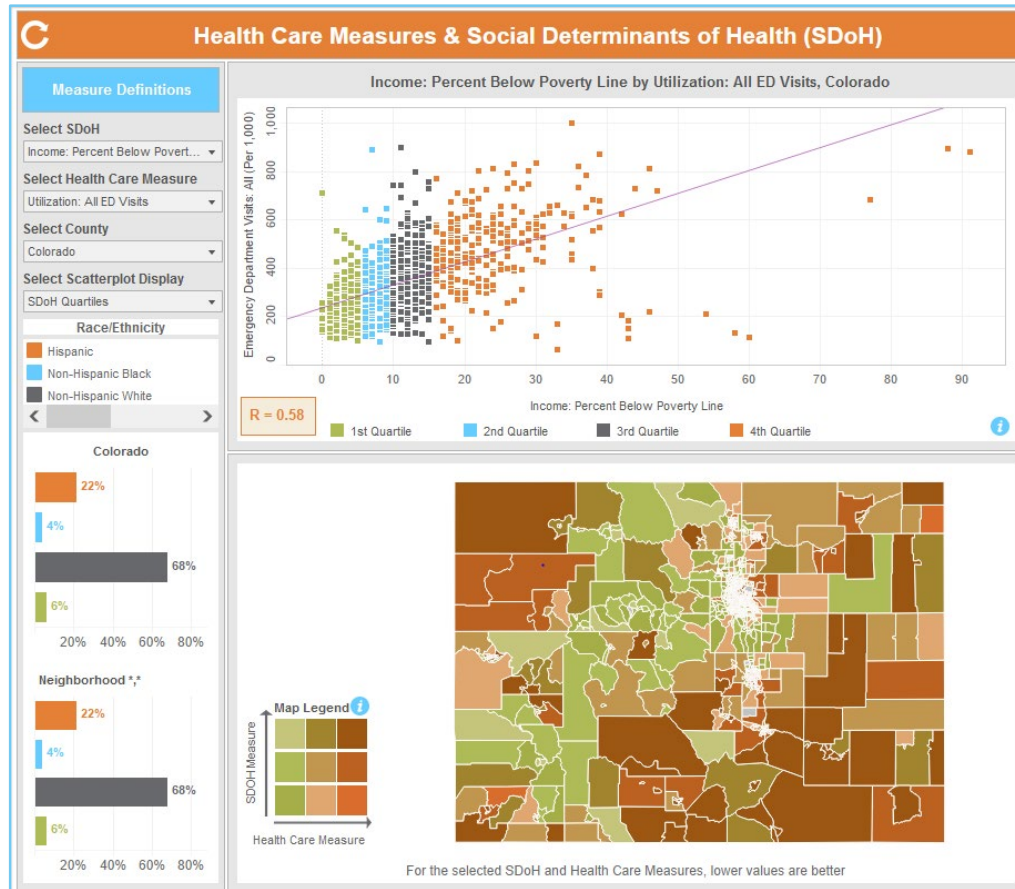 Health Care Measures & Social Determinants of Health (SDoH)
Measure Definitions
Select SDoH
Income: Percent Below Povert...
Select Health Care Measure
Utilization: All ED Visits
Select County
Colorado
Select Scatterplot Display
SDoH Quartiles
Race/Ethnicity
Hispanic
Non-Hispanic Black
Non-Hispanic White
Colorado
22%
4%
68%
6%
20% 40% 60% 80%
Neighborhood *,*
22%
4%
68%
6%
20% 40% 60% 80%
Income: Percent Below Poverty Line by Utilization: All ED Visits, Colorado
Emergency Department Visits: All (Per 1,000)
1,000
800
600
400
200
0
0 10 20 30 40 50 60 70 80 90
Income: Percent Below Poverty Line
R = 0.58
1st Quartile 2nd Quartile 3rd Quartile 4th Quartile
i
Map Legend i
SDOH Measure
Health Care Measure
For the selected SDoH and Health Care Measures, lower values are better